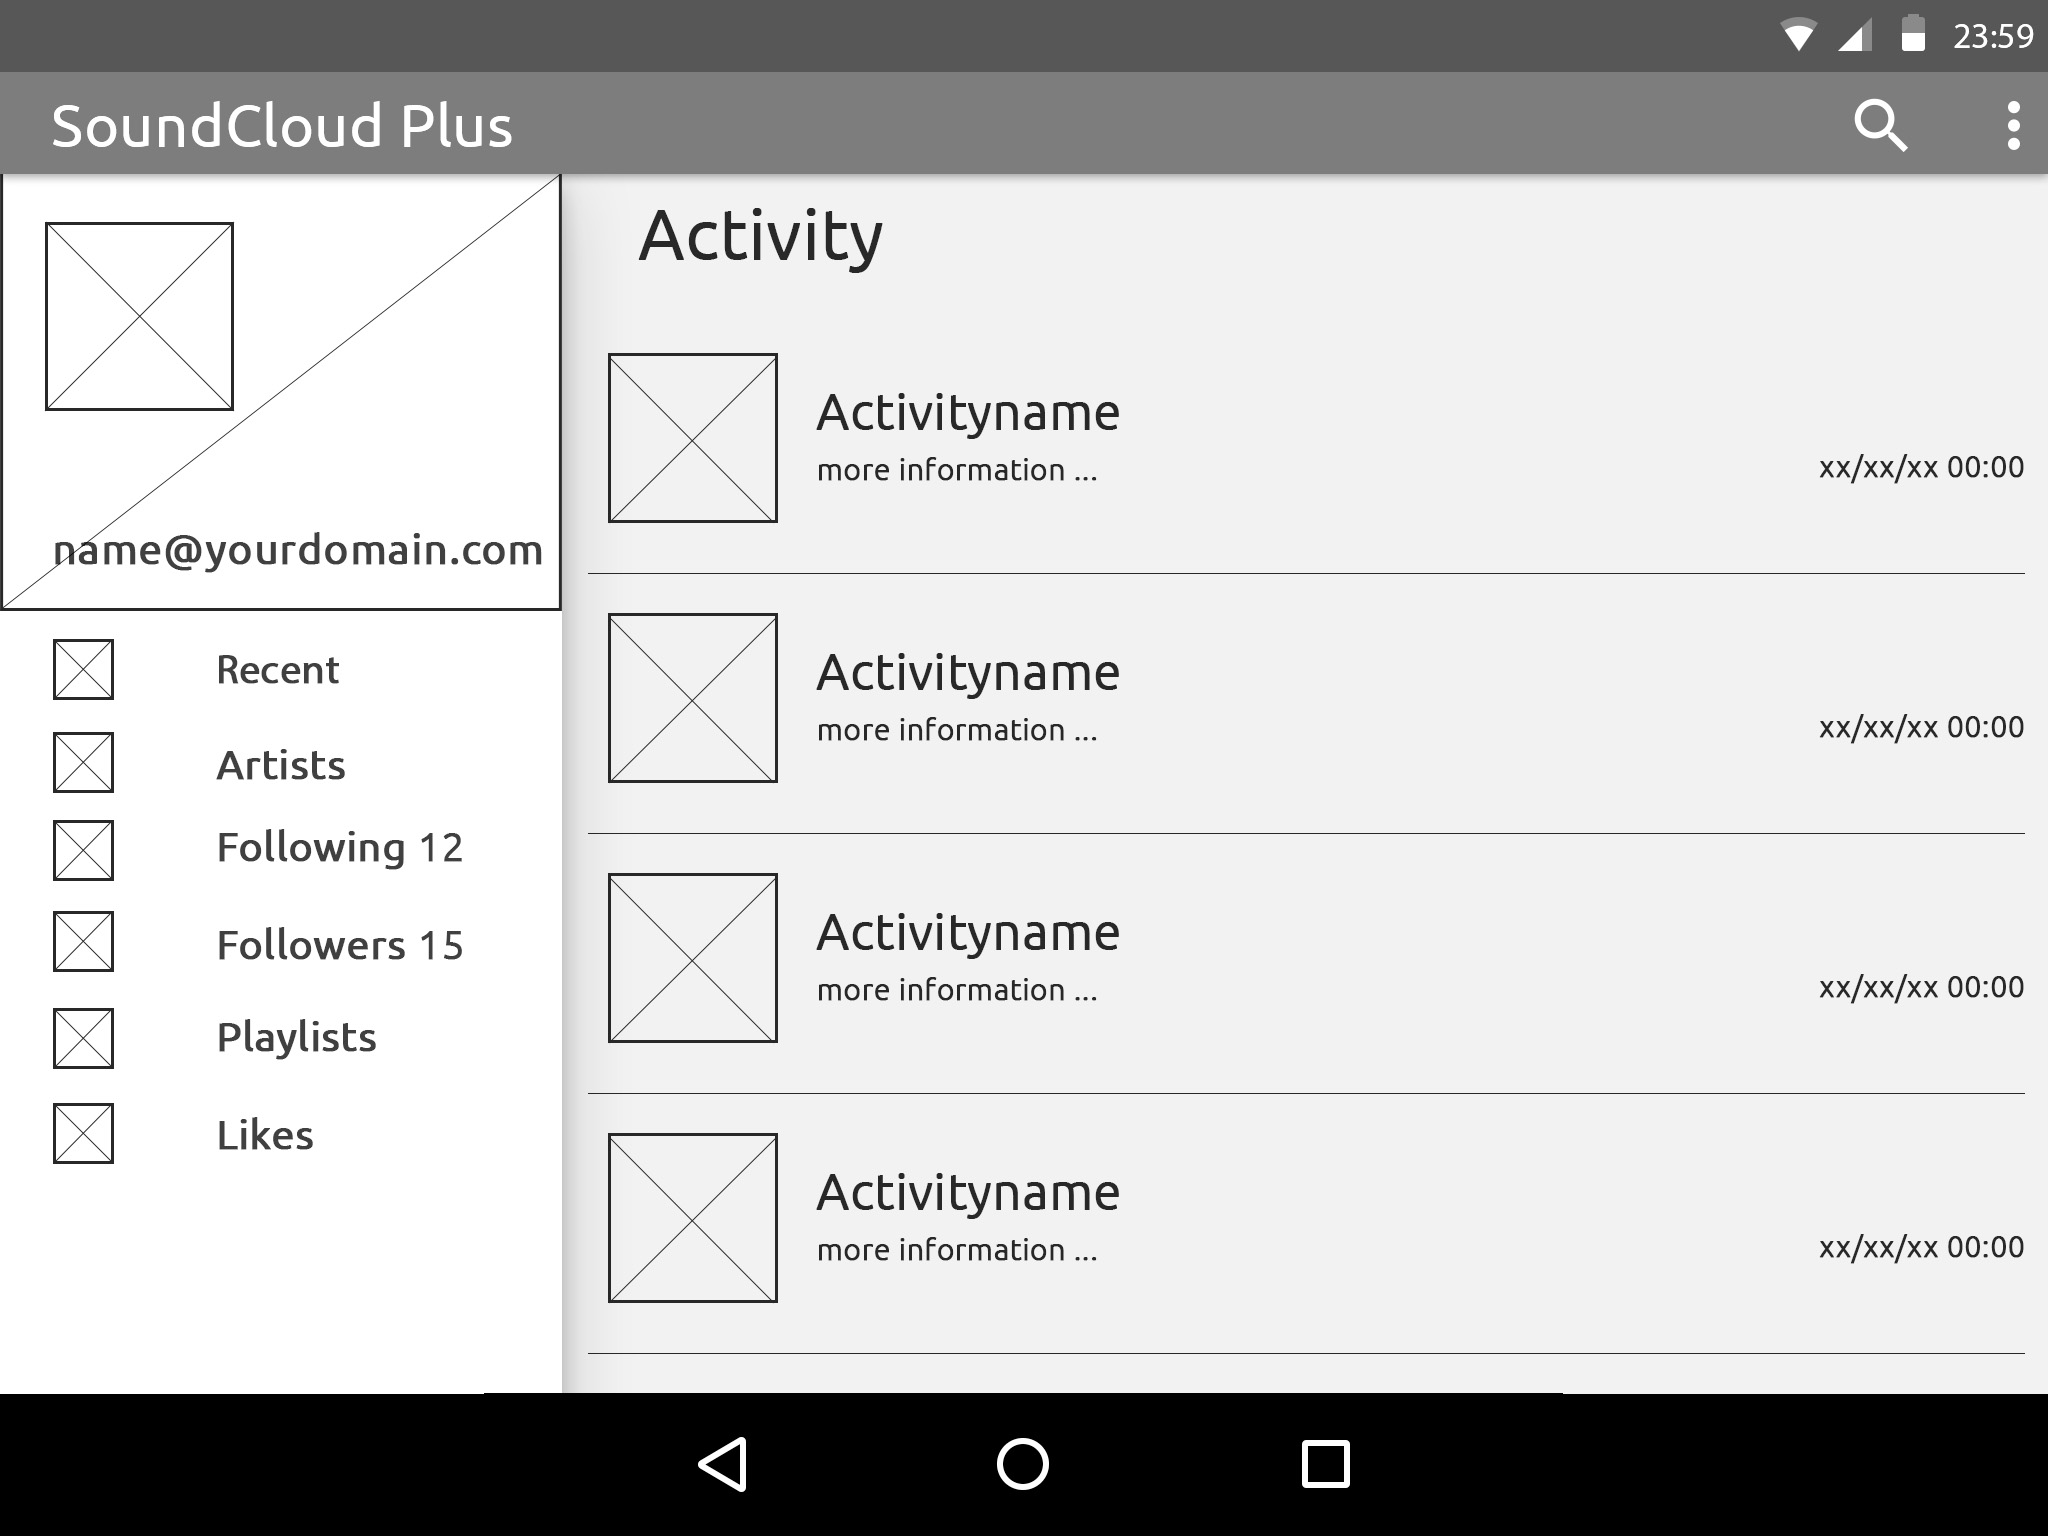 23:59
SoundCloud Plus
name@yourdomain.com
Recent
Artists
Following 12
Followers 15
Playlists
Likes
Activity
Activityname
more information ...
xx/xx/xx 00:00
Activityname
more information ...
xx/xx/xx 00:00
Activityname
more information ...
xx/xx/xx 00:00
Activityname
more information ...
xx/xx/xx 00:00